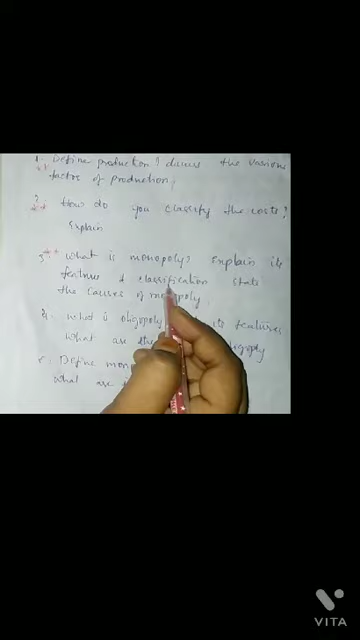 1. Define production? discuss the various
factors of production,
2. How do you classify the costs?
Explain
3. What is monopoly? Explain its
features & classification state
the causes of monopoly.
4. What is oligopoly its features
What are the
5. Define
What are
VITA